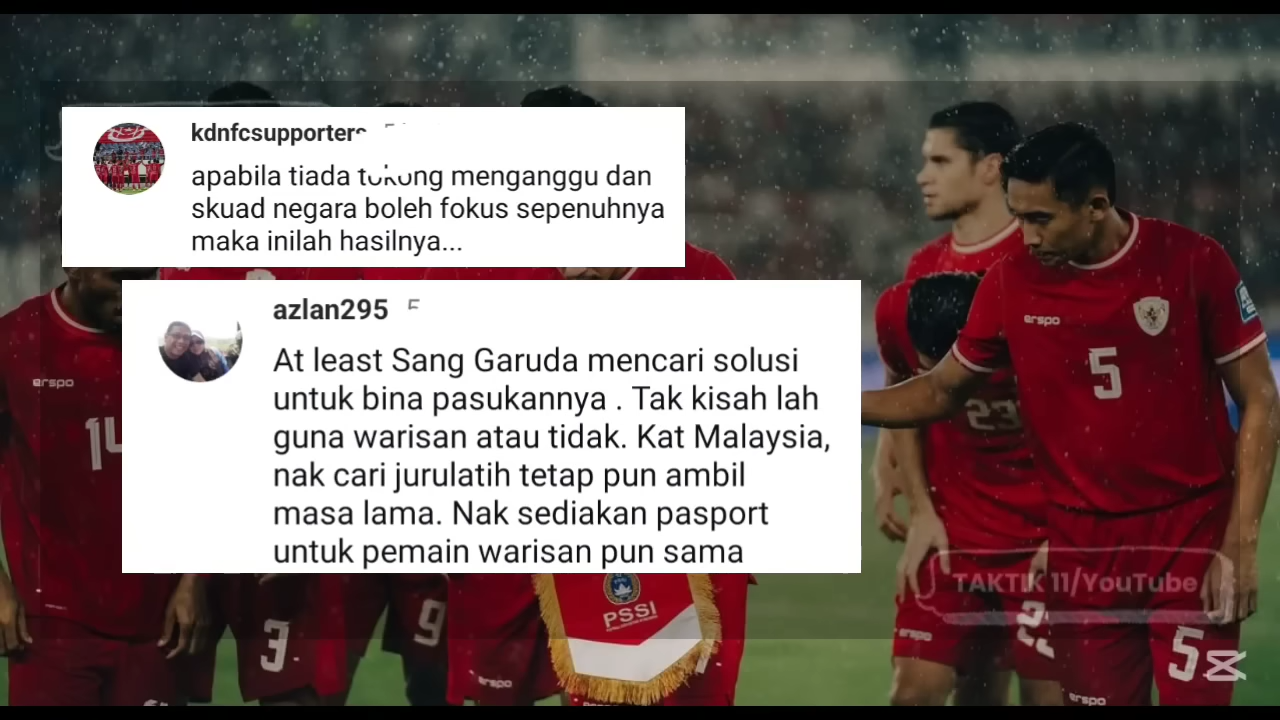 kdnfcsupporters
apabila tiada tokong menganggu dan
skuad negara boleh fokus sepenuhnya
maka inilah hasilnya...
azlan295
At least Sang Garuda mencari solusi
untuk bina pasukannya . Tak kisah lah
guna warisan atau tidak. Kat Malaysia,
nak cari jurulatih tetap pun ambil
masa lama. Nak sediakan pasport
untuk pemain warisan pun sama
erspo
erspo
5
14
23
TAKTIK 11/YouTube
PSSI
9
3
erspo
5
erspo
erspo